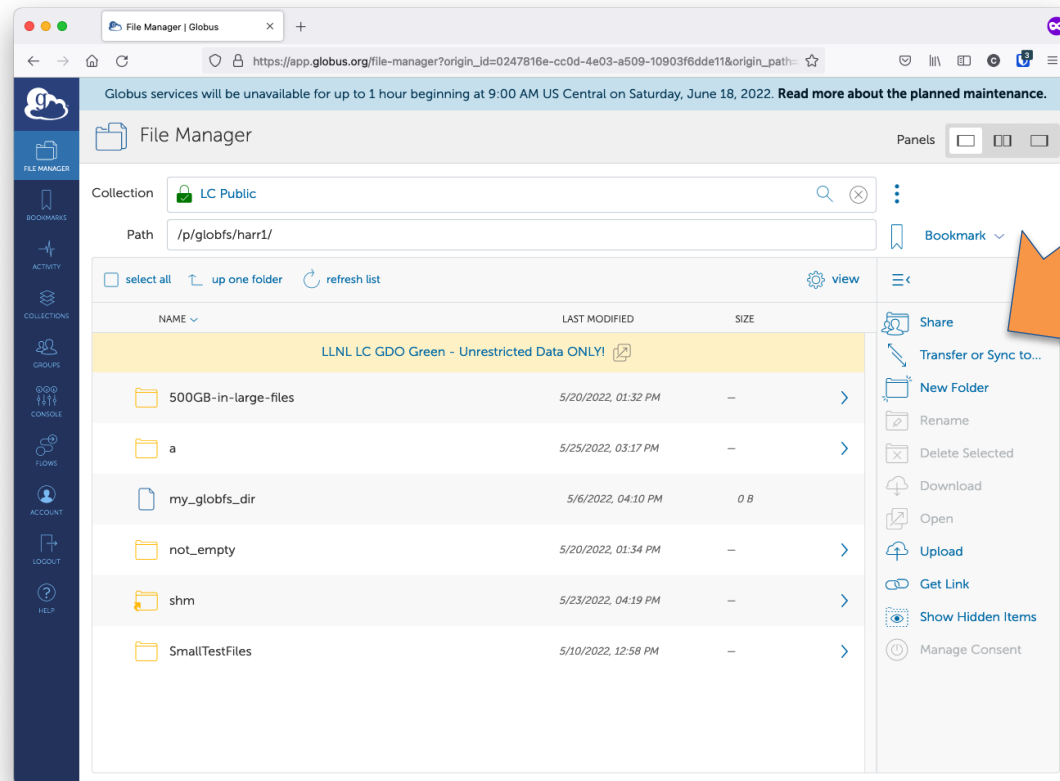 File Manager | Globus
https://app.globus.org/file-manager?origin_id=0247816e-cc0d-4e03-a509-10903f6dde11&origin_path=
3
Globus services will be unavailable for up to 1 hour beginning at 9:00 AM US Central on Saturday, June 18, 2022. Read more about the planned maintenance.
g
File Manager
Panels
FILE MANAGER
BOOKMARKS
ACTIVITY
COLLECTIONS
GROUPS
CONSOLE
FLOWS
ACCOUNT
LOGOUT
HELP
Collection LC Public
Path /p/globfs/harr1/
Bookmark
select all up one folder refresh list view
NAME LAST MODIFIED SIZE
LLNL LC GDO Green - Unrestricted Data ONLY!
500GB-in-large-files 5/20/2022, 01:32 PM –
a 5/25/2022, 03:17 PM –
my_globfs_dir 5/6/2022, 04:10 PM 0 B
not_empty 5/20/2022, 01:34 PM –
shm 5/23/2022, 04:19 PM –
SmallTestFiles 5/10/2022, 12:58 PM –
Share
Transfer or Sync to...
New Folder
Rename
Delete Selected
Download
Open
Upload
Get Link
Show Hidden Items
Manage Consent